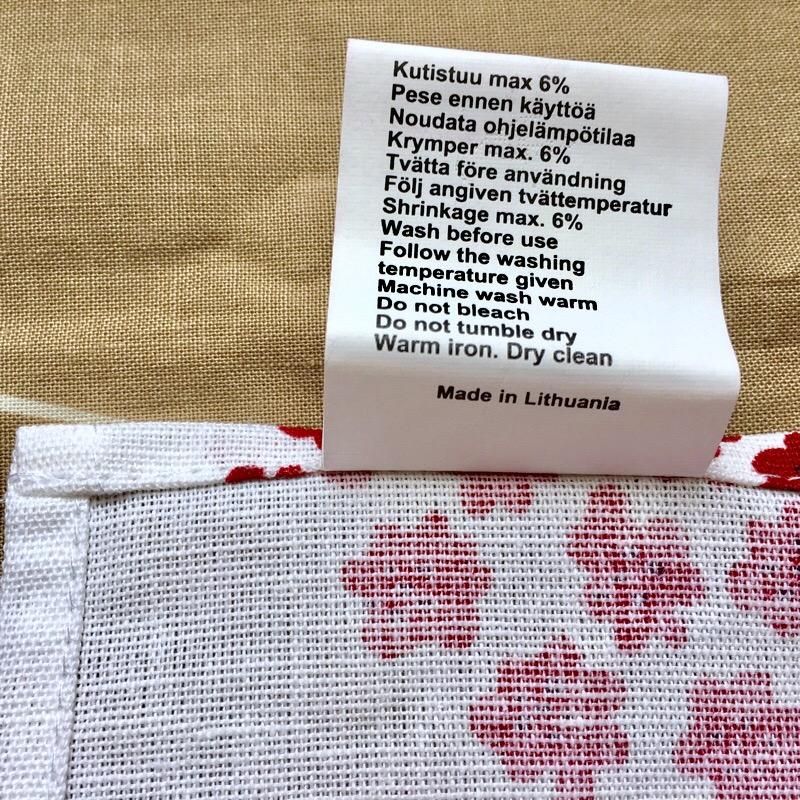 Kutistuu max 6%
Pese ennen käyttöä
Noudata ohjelämpötilaa
Krymper max. 6%
Tvätta före användning
Följ angiven tvättemperatur
Shrinkage max. 6%
Wash before use
Follow the washing
temperature given
Machine wash warm
Do not bleach
Do not tumble dry
Warm iron. Dry clean
Made in Lithuania